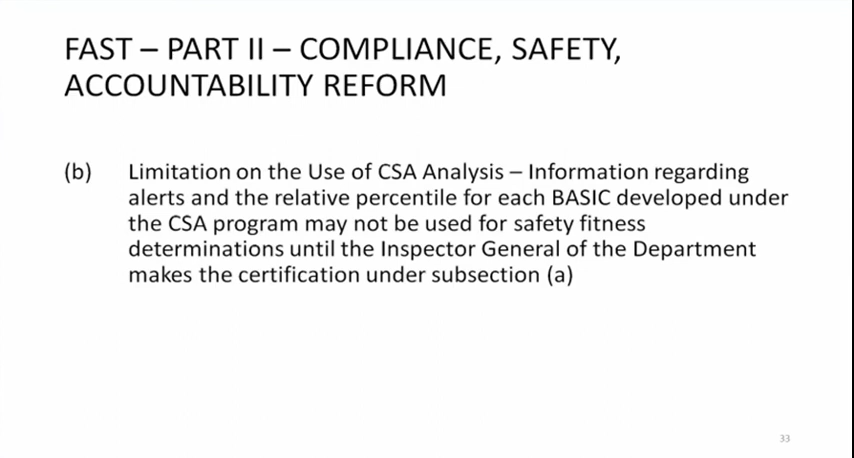 FAST – PART II – COMPLIANCE, SAFETY,
ACCOUNTABILITY REFORM
(b) Limitation on the Use of CSA Analysis – Information regarding
alerts and the relative percentile for each BASIC developed under
the CSA program may not be used for safety fitness
determinations until the Inspector General of the Department
makes the certification under subsection (a)
33